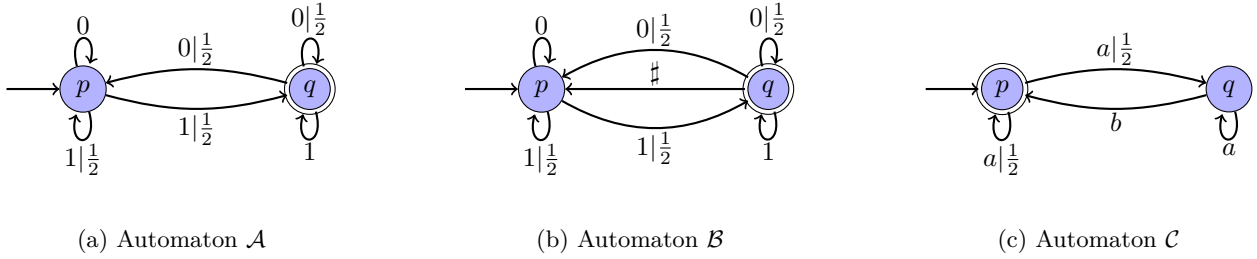 0 0|1/2 0|1/2
p q
1|1/2 1|1/2 1
(a) Automaton 𝒜
0 0|1/2 0|1/2
♯
p q
1|1/2 1|1/2 1
(b) Automaton ℬ
a|1/2
p q
b
a|1/2 a
(c) Automaton 𝒞